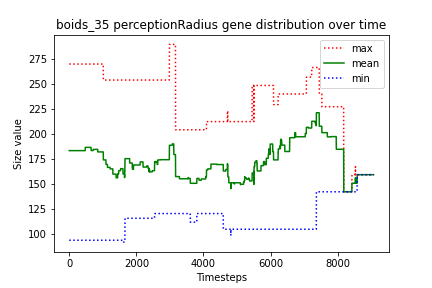 boids_35 perceptionRadius gene distribution over time
max
mean
min
Size value
275
250
225
200
175
150
125
100
0
2000
4000
6000
8000
Timesteps